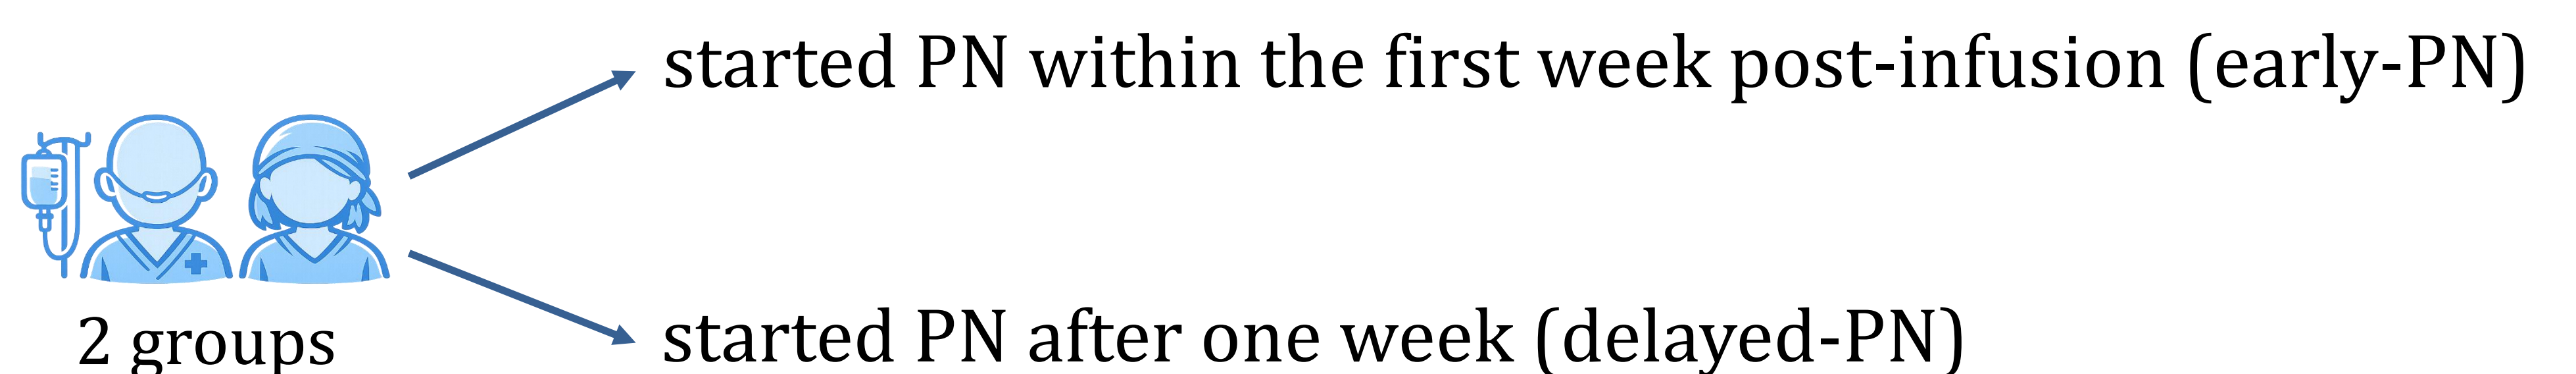 started PN within the first week post-infusion (early-PN)
2 groups
started PN after one week (delayed-PN)